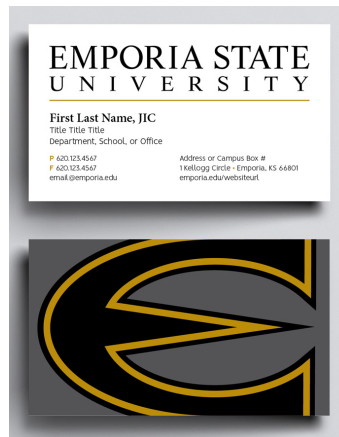 EMPORIA STATE
UNIVERSITY
First Last Name, JIC
Title Title Title
Department, School, or Office
P 620.123.4567
F 620.123.4567
email@emporia.edu
Address or Campus Box #
1 Kellogg Circle • Emporia, KS 66801
emporia.edu/websiteurl